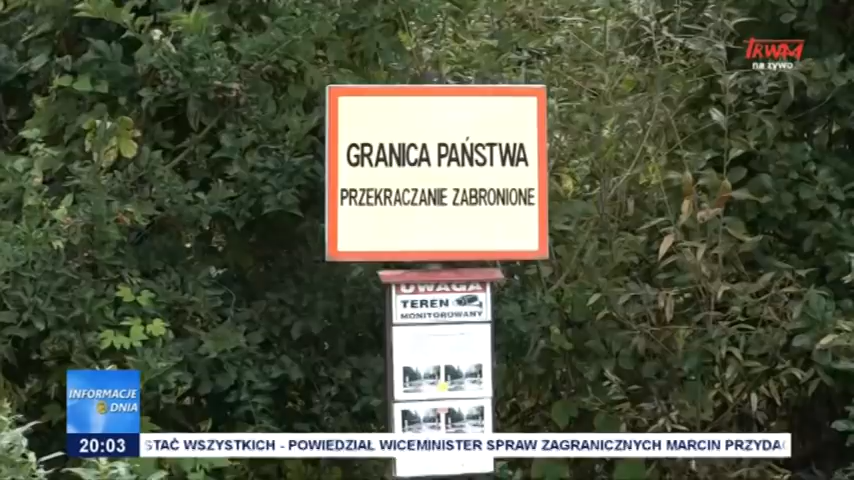 TRWAM
na żywo
GRANICA PAŃSTWA
PRZEKRACZANIE ZABRONIONE
UWAGA
TEREN
MONITOROWANY
INFORMACJE
DNIA
20:03
STAĆ WSZYSTKICH - POWIEDZIAŁ WICEMINISTER SPRAW ZAGRANICZNYCH MARCIN PRZYDA